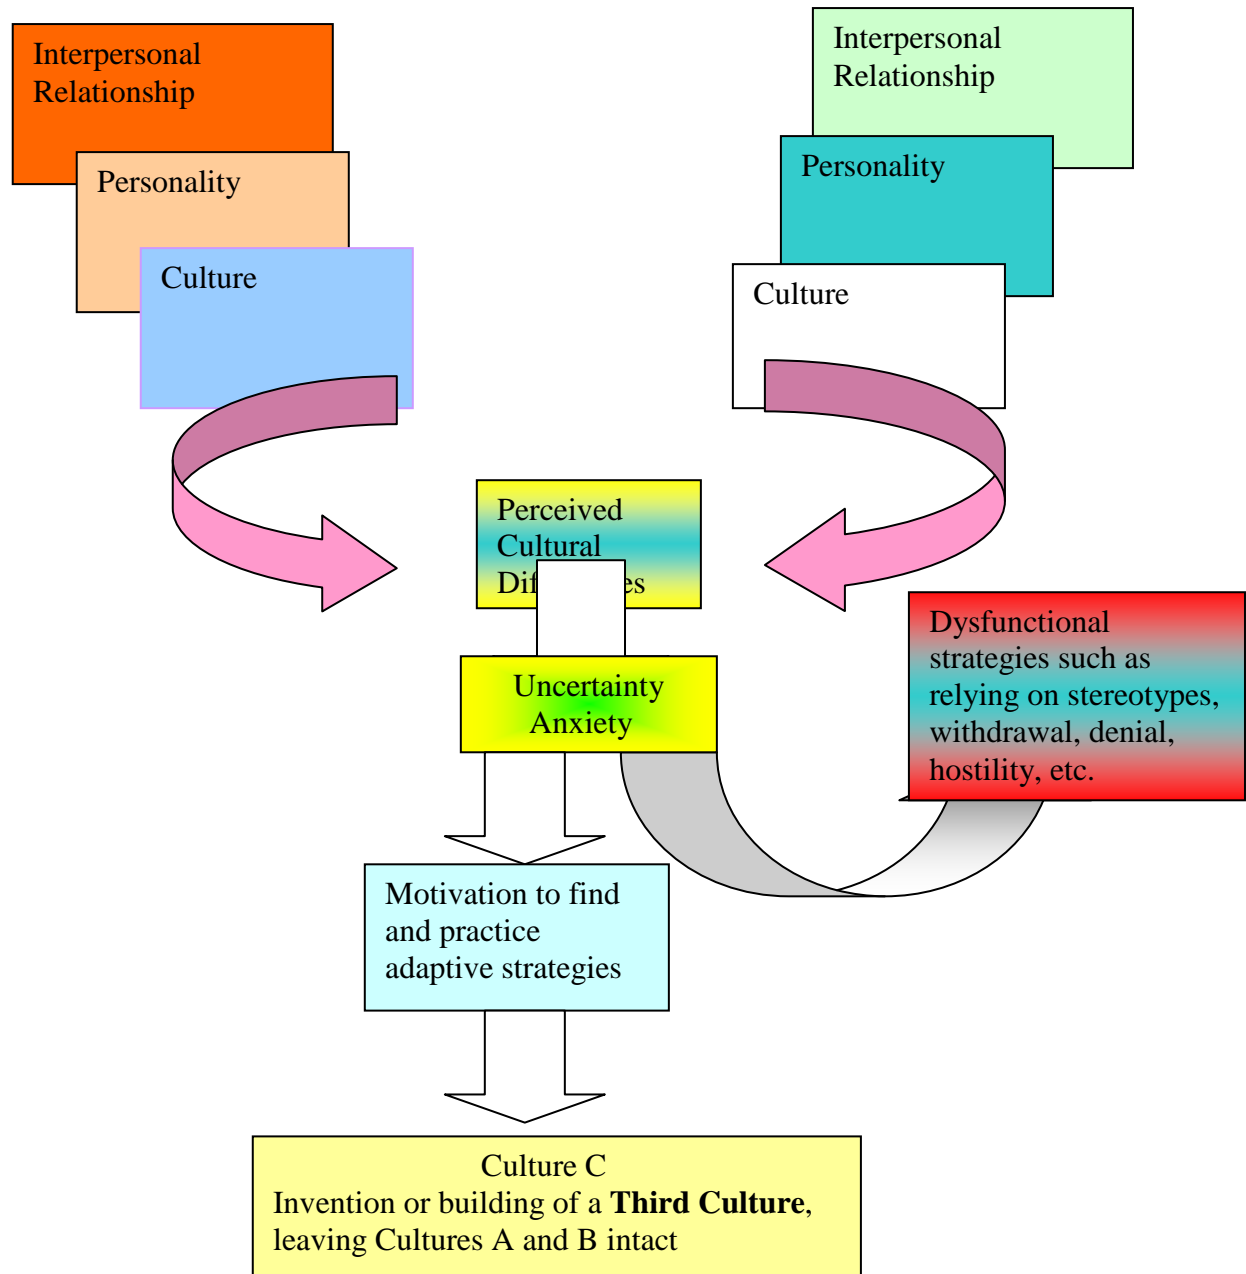 Interpersonal
Relationship
Personality
Culture
Interpersonal
Relationship
Personality
Culture
Perceived
Cultural
Uncertainty
Anxiety
Dysfunctional
strategies such as
relying on stereotypes,
withdrawal, denial,
hostility, etc.
Motivation to find
and practice
adaptive strategies
Culture C
Invention or building of a Third Culture,
leaving Cultures A and B intact